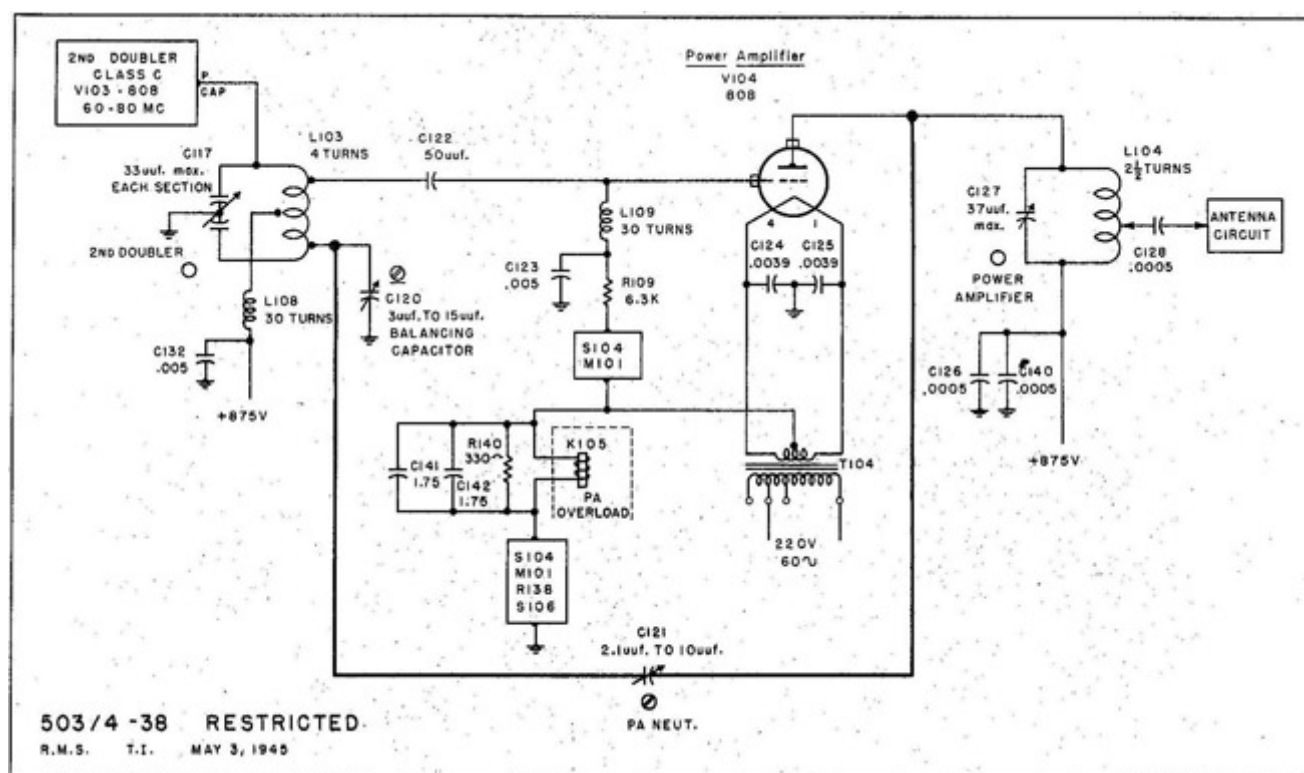 2ND DOUBLER
CLASS C
V103 - 808
60-80 MC
P
CAP
Power Amplifier
V104
808
L103
4 TURNS
C117
33uuf. max.
EACH SECTION
C122
50uuf.
2ND DOUBLER
L108
30 TURNS
C132
.005
+875V
C120
3uuf. TO 15uuf.
BALANCING
CAPACITOR
L109
30 TURNS
C123
.005
R109
6.3K
S104
M101
4
1
C124
.0039
C125
.0039
L104
2½ TURNS
C127
37uuf.
max.
POWER
AMPLIFIER
C128
.0005
ANTENNA
CIRCUIT
C126
.0005
C140
.0005
+875V
C141
1.75
C142
1.75
R140
330
K105
PA
OVERLOAD
T104
220V
60
S104
M101
R138
S106
C121
2.1uuf. TO 10uuf.
PA NEUT.
503/4 -38 RESTRICTED
R.M.S. T.I. MAY 3, 1945